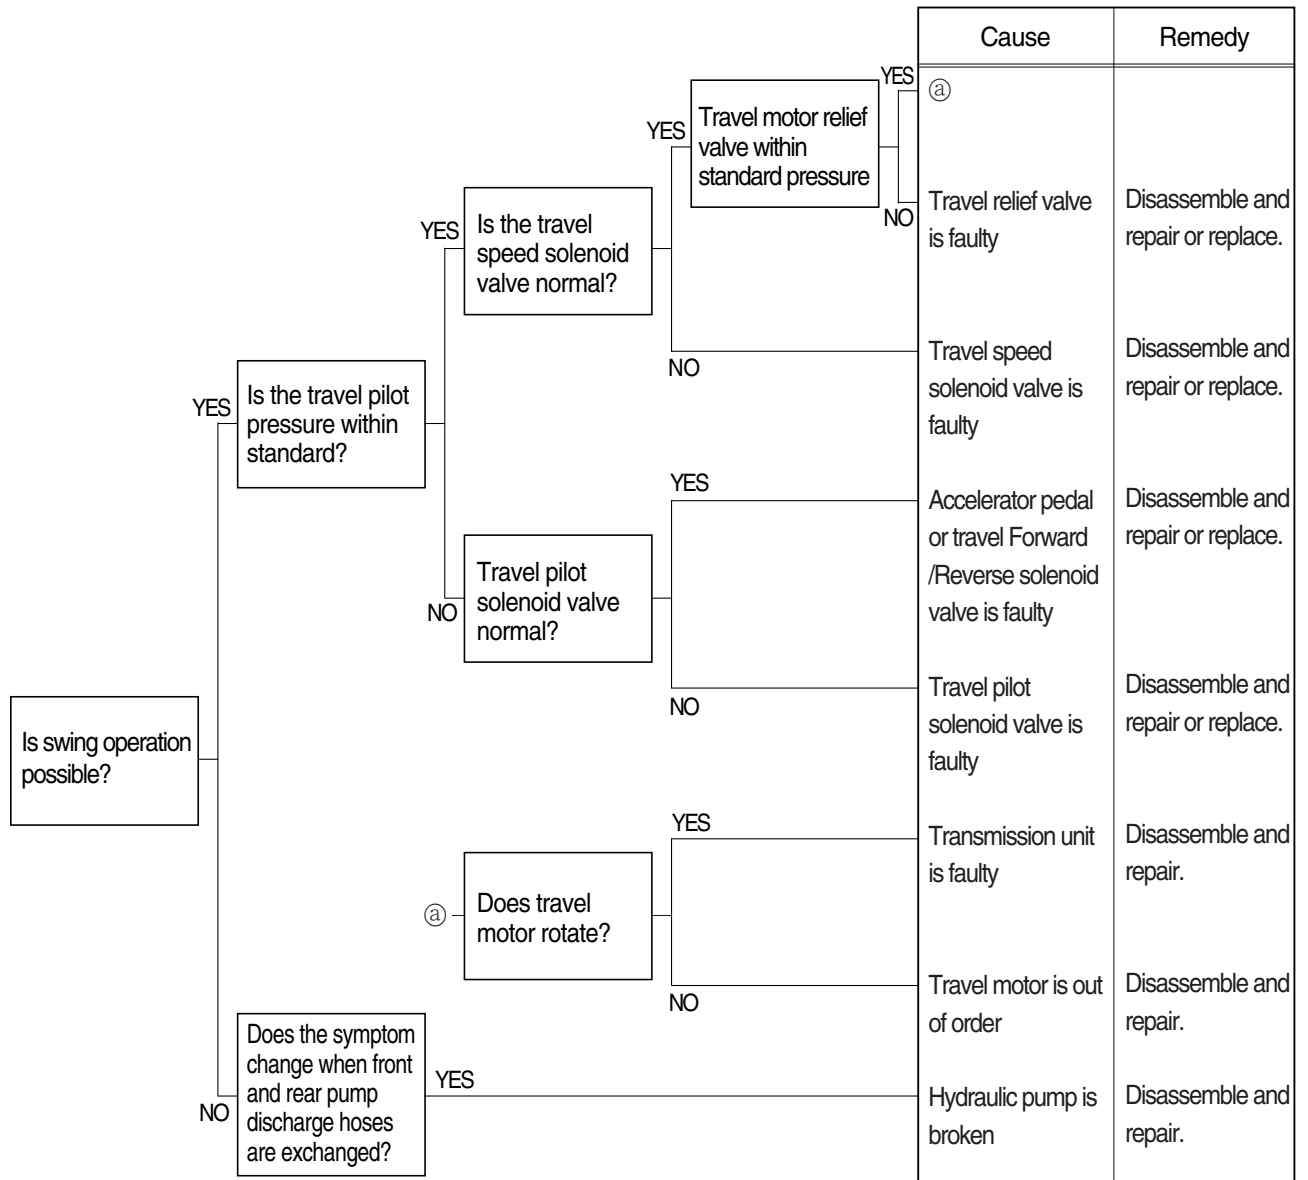 Cause
Remedy
YES
ⓐ
Travel motor relief
valve within
standard pressure
YES
NO
Travel relief valve
is faulty
Disassemble and
repair or replace.
Is the travel
speed solenoid
valve normal?
YES
NO
Travel speed
solenoid valve is
faulty
Disassemble and
repair or replace.
Is the travel pilot
pressure within
standard?
YES
YES
Accelerator pedal
or travel Forward
/Reverse solenoid
valve is faulty
Disassemble and
repair or replace.
Travel pilot
solenoid valve
normal?
NO
NO
Travel pilot
solenoid valve is
faulty
Disassemble and
repair or replace.
Is swing operation
possible?
YES
Transmission unit
is faulty
Disassemble and
repair.
ⓐ
Does travel
motor rotate?
NO
Travel motor is out
of order
Disassemble and
repair.
Does the symptom
change when front
and rear pump
discharge hoses
are exchanged?
NO
YES
Hydraulic pump is
broken
Disassemble and
repair.